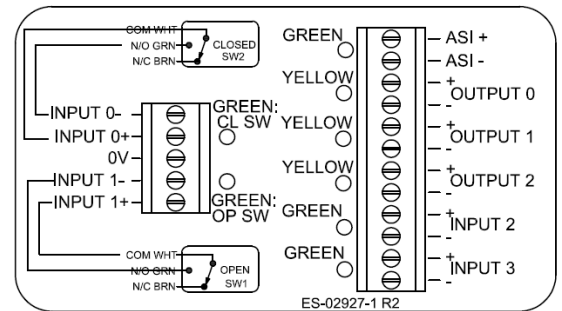 COM WHT
N/O GRN
N/C BRN
CLOSED
SW2
INPUT 0-
INPUT 0+
0V
INPUT 1-
INPUT 1+
GREEN:
CL SW
GREEN:
OP SW
COM WHT
N/O GRN
N/C BRN
OPEN
SW1
GREEN
YELLOW
YELLOW
YELLOW
GREEN
GREEN
ASI +
ASI -
+
OUTPUT 0
-
+
OUTPUT 1
-
+
OUTPUT 2
-
+
INPUT 2
-
+
INPUT 3
-
ES-02927-1 R2